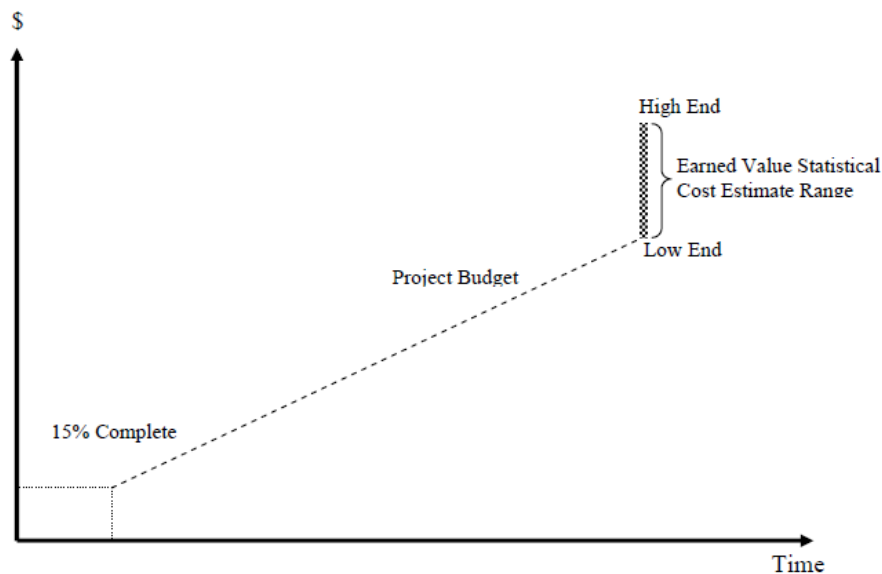 $
High End
Earned Value Statistical
Cost Estimate Range
Low End
Project Budget
15% Complete
Time